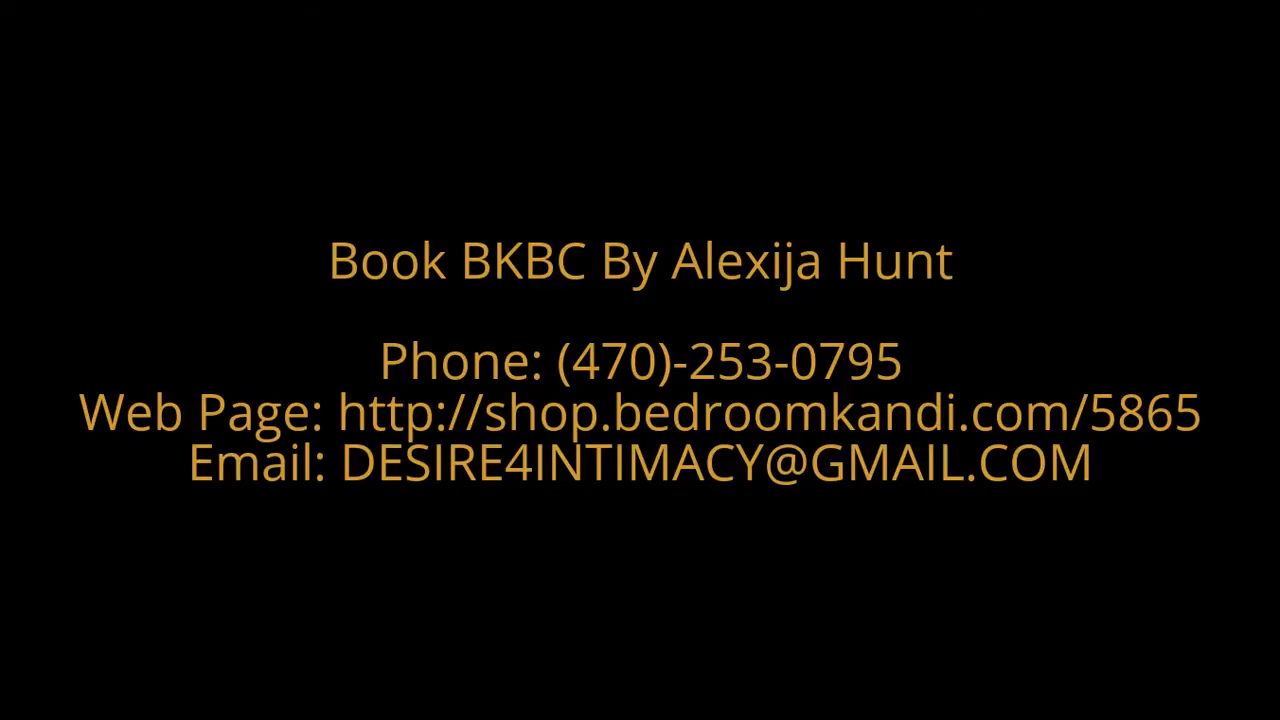 Book BKBC By Alexija Hunt
Phone: (470)-253-0795
Web Page: http://shop.bedroomkandi.com/5865
Email: DESIRE4INTIMACY@GMAIL.COM